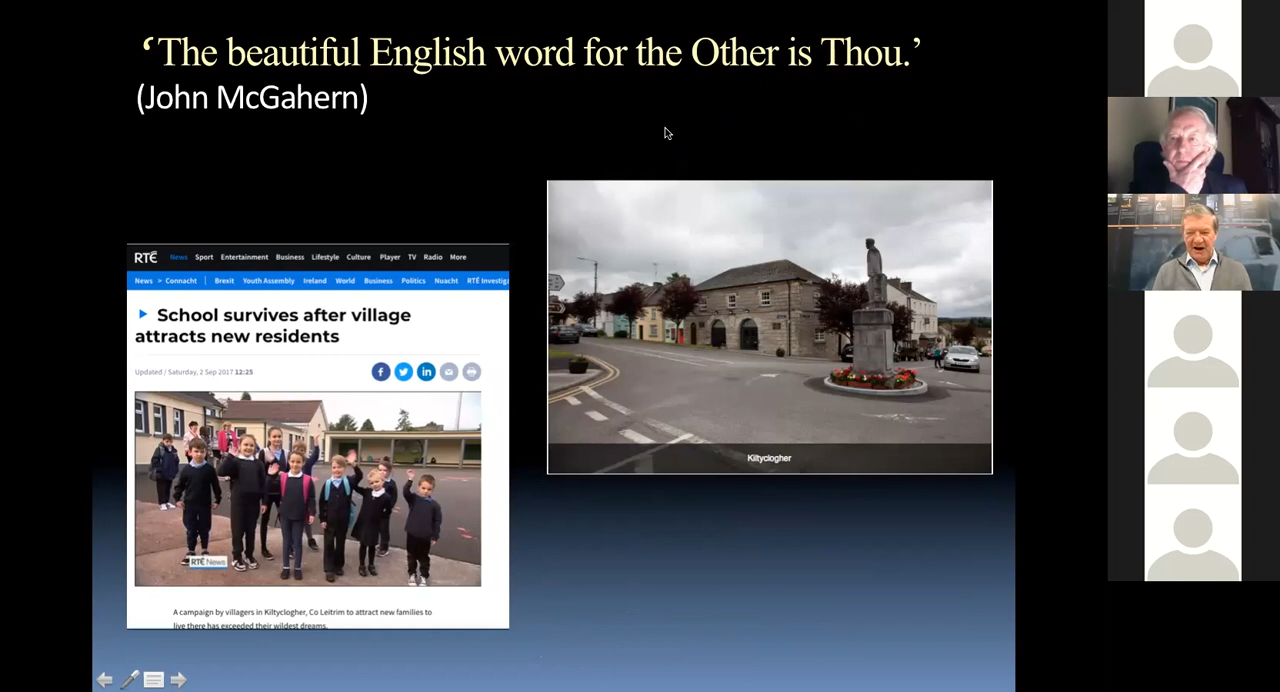 ‘The beautiful English word for the Other is Thou.’
(John McGahern)
RTÉ News Sport Entertainment Business Lifestyle Culture Player TV Radio More
News > Connacht | Brexit Youth Assembly Ireland World Business Politics Nuacht RTÉ Investig
School survives after village
attracts new residents
Updated / Saturday, 2 Sep 2017 12:25
f in
RTÉ News
A campaign by villagers in Kiltyclogher, Co Leitrim to attract new families to
live there has exceeded their wildest dreams.
Kiltyclogher